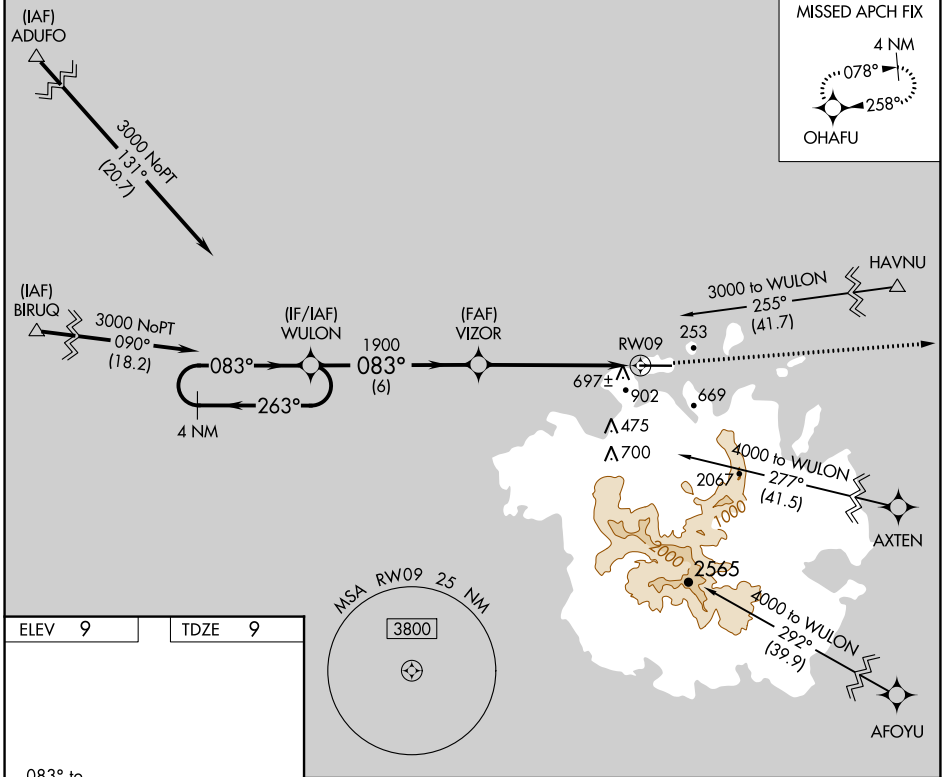 (IAF)
ADUFO
3000 NoPT
131°
(20.7)
MISSED APCH FIX
4 NM
078°
258°
OHAFU
(IAF)
BIRUQ
3000 NoPT
090°
(18.2)
083°
263°
4 NM
(IF/IAF)
WULON
1900
083°
(6)
(FAF)
VIZOR
RW09
253
HAVNU
3000 to WULON
255°
(41.7)
697±
902
669
475
700
4000 to WULON
277°
(41.5)
AXTEN
2067
1000
2000
2565
4000 to WULON
292°
(39.9)
AFOYU
MSA RW09 25 NM
3800
ELEV 9
TDZE 9
083° to